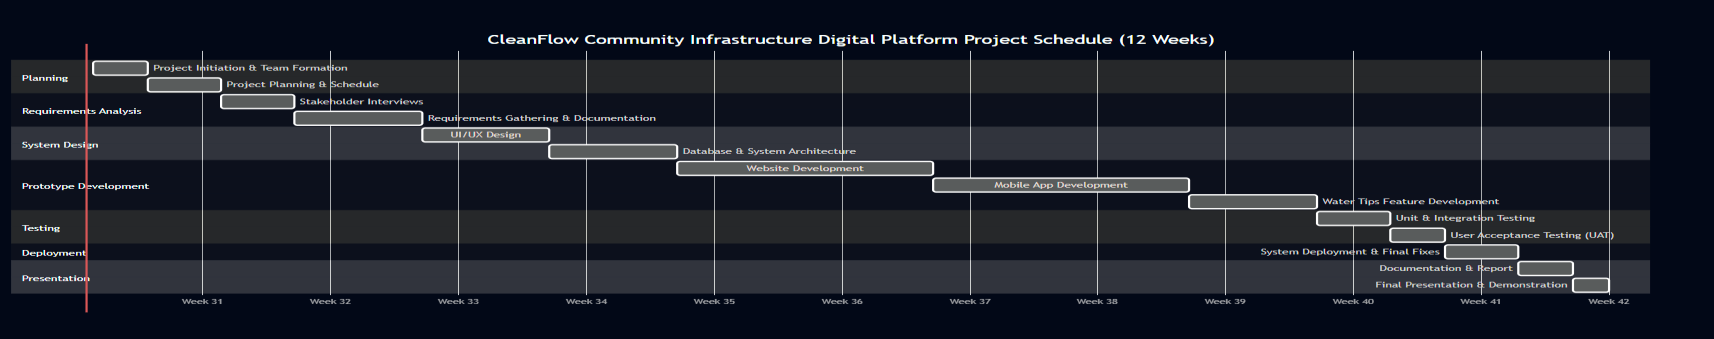 CleanFlow Community Infrastructure Digital Platform Project Schedule (12 Weeks)
Planning
Project Initiation & Team Formation
Project Planning & Schedule
Requirements Analysis
Stakeholder Interviews
Requirements Gathering & Documentation
System Design
UI/UX Design
Database & System Architecture
Prototype Development
Website Development
Mobile App Development
Water Tips Feature Development
Testing
Unit & Integration Testing
User Acceptance Testing (UAT)
Deployment
System Deployment & Final Fixes
Presentation
Documentation & Report
Final Presentation & Demonstration
Week 31 Week 32 Week 33 Week 34 Week 35 Week 36 Week 37 Week 38 Week 39 Week 40 Week 41 Week 42